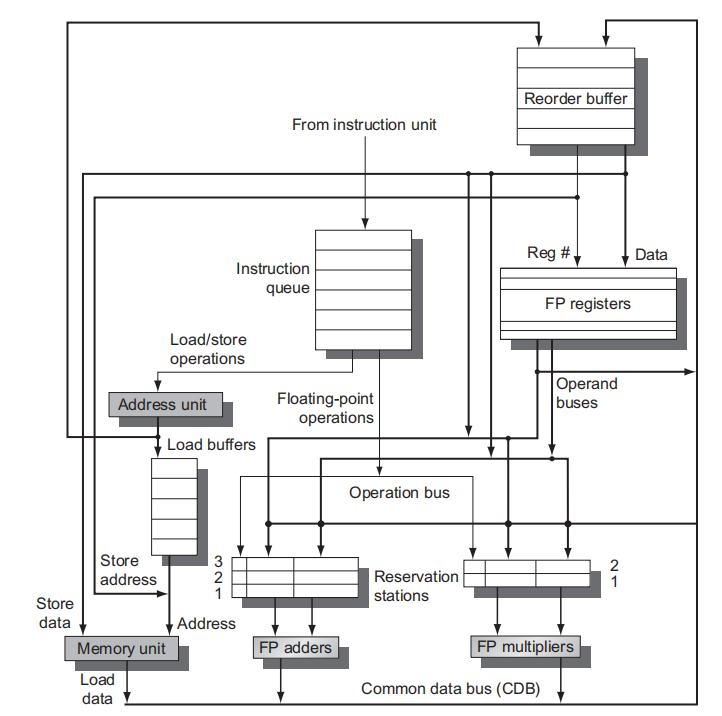 Reorder buffer
From instruction unit
Reg #
Data
Instruction
queue
FP registers
Load/store
operations
Operand
buses
Address unit
Floating-point
operations
Load buffers
Operation bus
Store
address
3
2
1
Reservation
stations
2
1
Store
data
Address
Memory unit
FP adders
FP multipliers
Load
data
Common data bus (CDB)